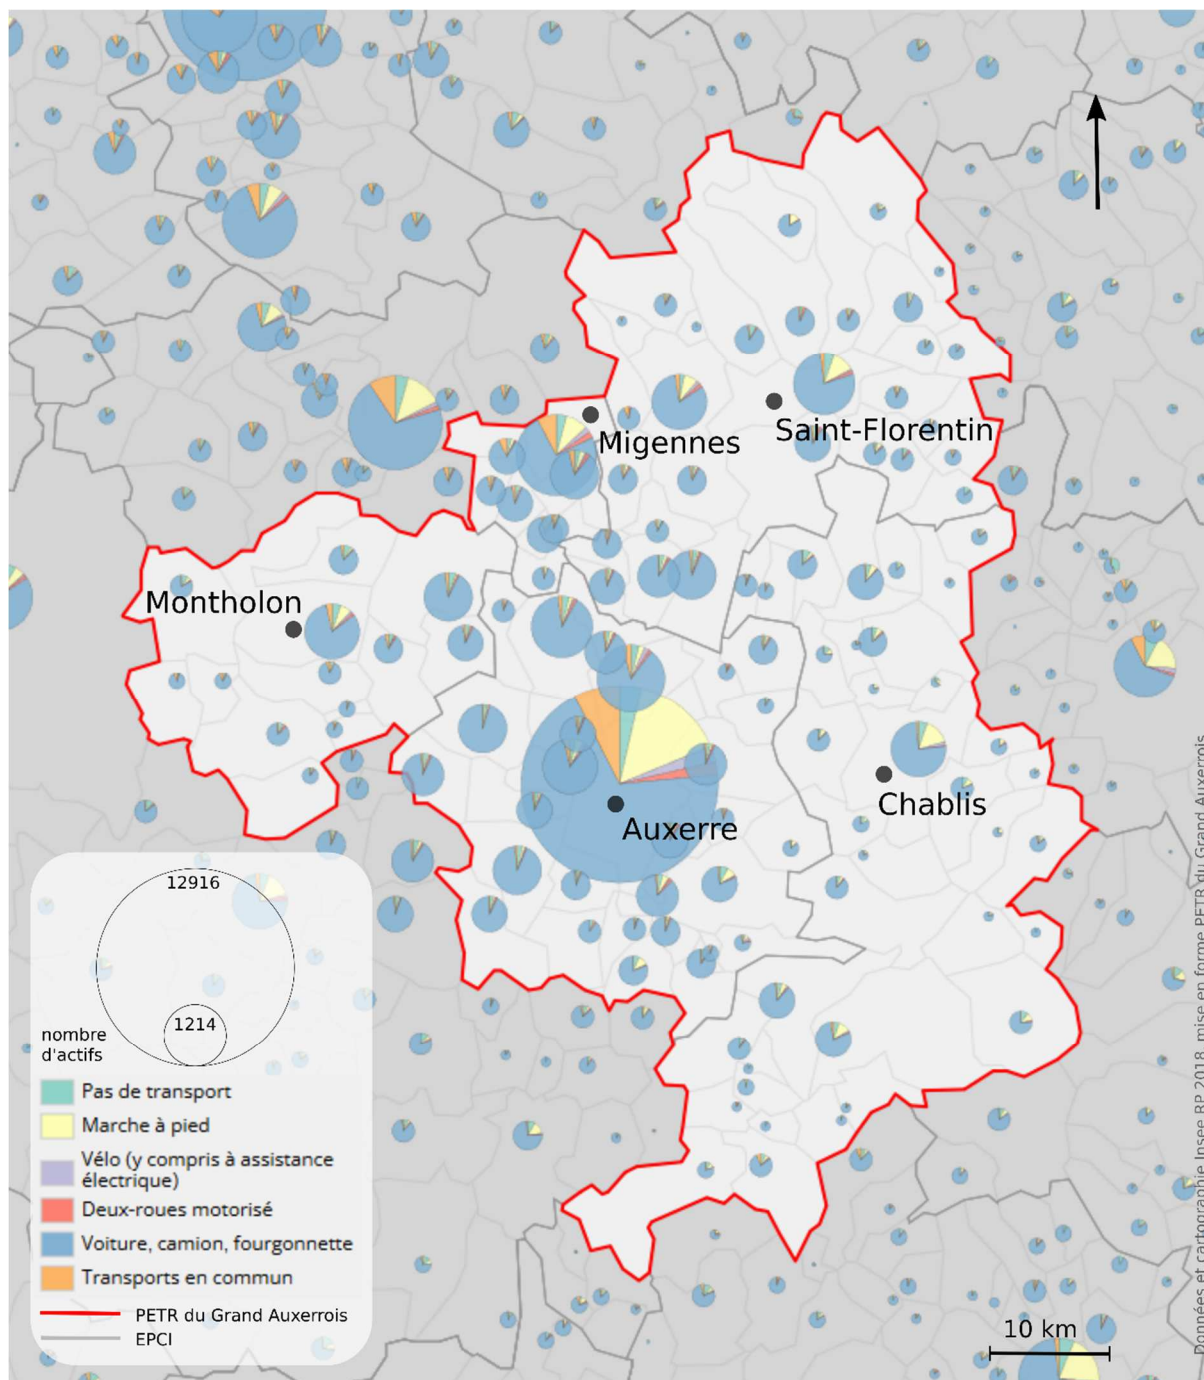 Migennes
Saint-Florentin
Montholon
Chablis
Auxerre
12916
1214
nombre
d'actifs
Pas de transport
Marche à pied
Vélo (y compris à assistance
électrique)
Deux-roues motorisé
Voiture, camion, fourgonnette
Transports en commun
PETR du Grand Auxerrois
EPCI
10 km
Données et cartographie Insee RP 2018, mise en forme PETR du Grand Auxerrois